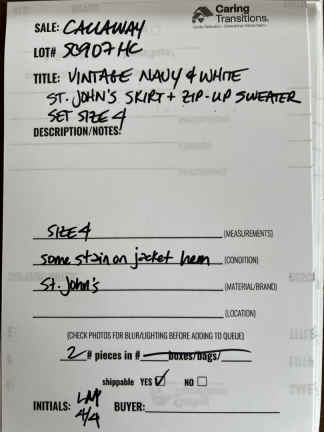 Caring
Transitions.
SALE: CALLAWAY
LOT# SC907HC
TITLE: VINTAGE NAVY & WHITE
ST. JOHN'S SKIRT + ZIP-UP SWEATER
SET SIZE 4
DESCRIPTION/NOTES:
SIZE 4 (MEASUREMENTS)
some stain on jacket hem (CONDITION)
St. John's (MATERIAL/BRAND)
(LOCATION)
(CHECK PHOTOS FOR BLUR/LIGHTING BEFORE ADDING TO QUEUE)
2 # pieces in # boxes/bags/
shippable YES ☑ NO ☐
INITIALS: LMP BUYER:
4/4